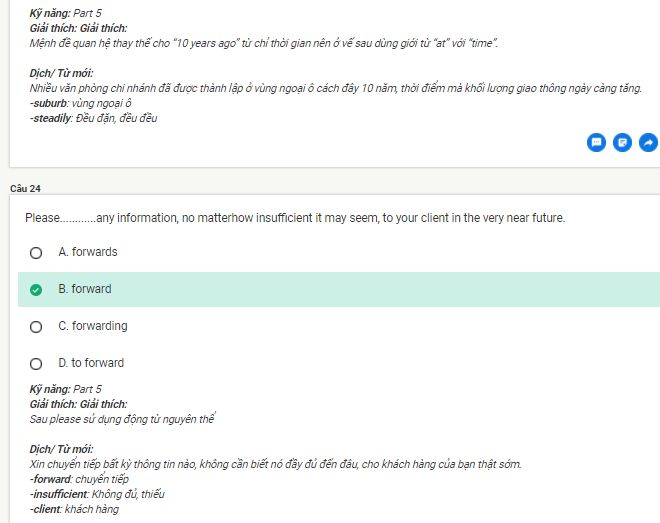 Kỹ năng: Part 5
Giải thích: Giải thích:
Mệnh đề quan hệ thay thế cho "10 years ago" từ chỉ thời gian nên ở vế sau dùng giới từ "at" với "time".
Dịch/ Từ mới:
Nhiều văn phòng chi nhánh đã được thành lập ở vùng ngoại ô cách đây 10 năm, thời điểm mà khối lượng giao thông ngày càng tăng.
-suburb: vùng ngoại ô
-steadily: Đều đặn, đều đều
Câu 24
Please............any information, no matterhow insufficient it may seem, to your client in the very near future.
A. forwards
B. forward
C. forwarding
D. to forward
Kỹ năng: Part 5
Giải thích: Giải thích:
Sau please sử dụng động từ nguyên thể
Dịch/ Từ mới:
Xin chuyển tiếp bất kỳ thông tin nào, không cần biết nó đầy đủ đến đâu, cho khách hàng của bạn thật sớm.
-forward: chuyển tiếp
-insufficient: Không đủ, thiếu
-client: khách hàng